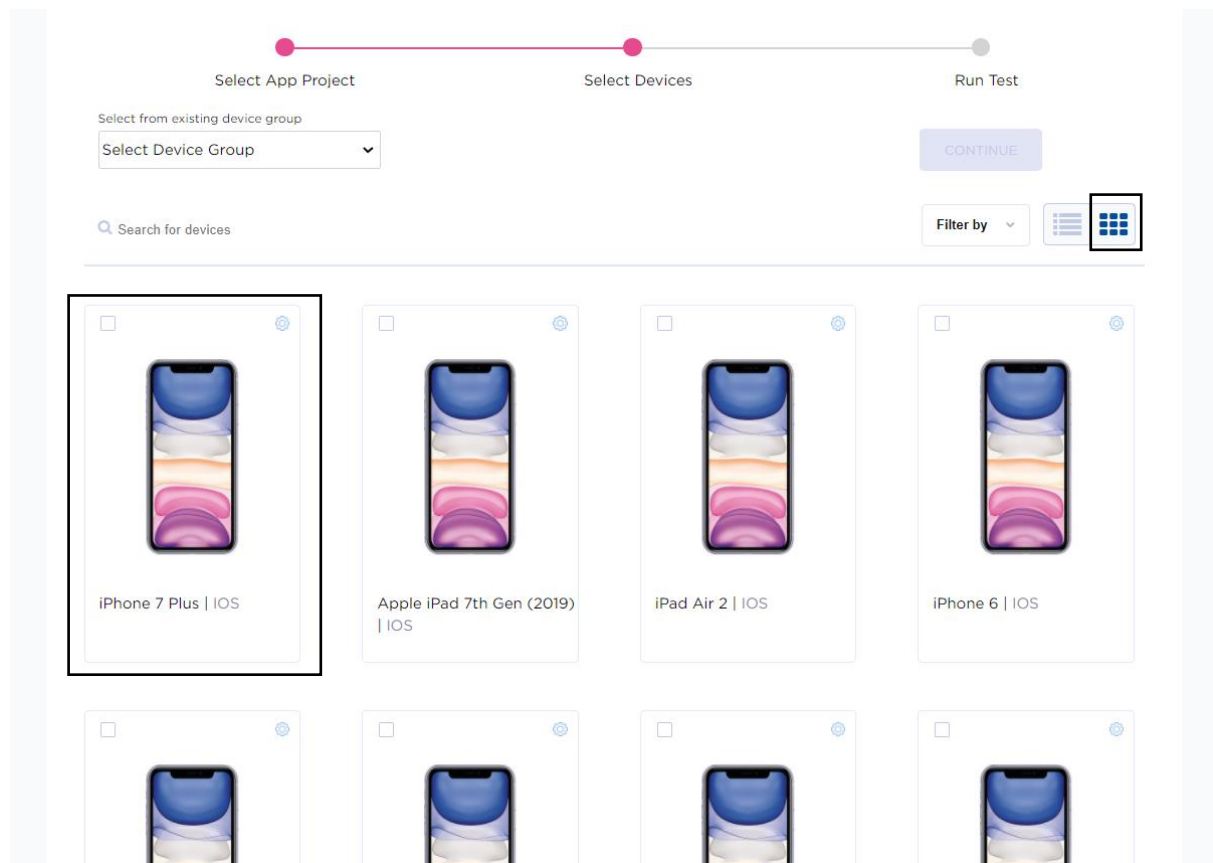 Select App Project
Select Devices
Run Test
Select from existing device group
Select Device Group
CONTINUE
Search for devices
Filter by
iPhone 7 Plus | IOS
Apple iPad 7th Gen (2019)
| IOS
iPad Air 2 | IOS
iPhone 6 | IOS